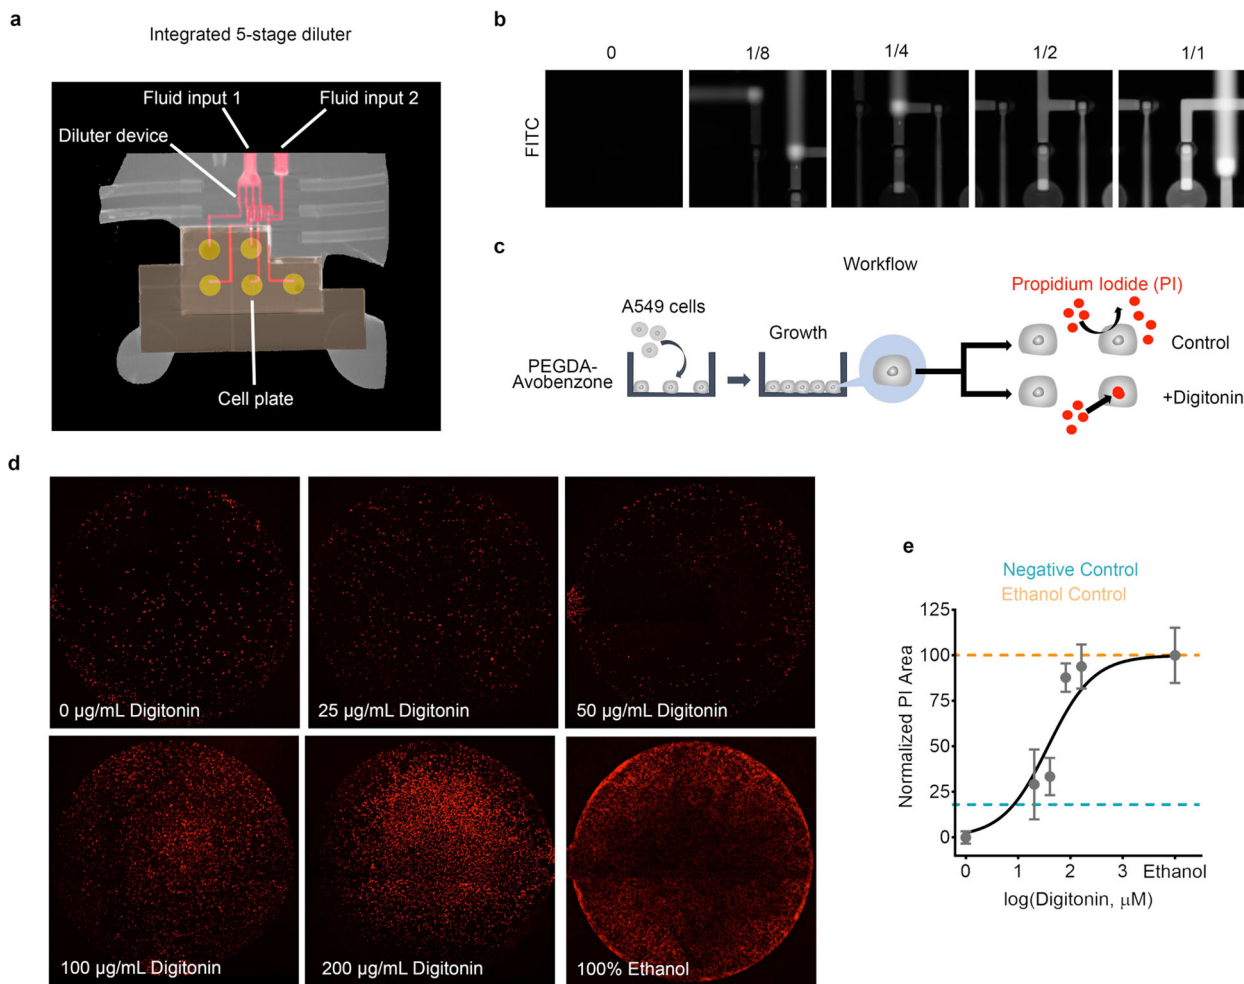 a
Integrated 5-stage diluter
Fluid input 1
Fluid input 2
Diluter device
Cell plate
b
0
1/8
1/4
1/2
1/1
FITC
c
Workflow
A549 cells
PEGDA-
Avobenzone
Growth
Propidium Iodide (PI)
Control
+Digitonin
d
0 µg/mL Digitonin
25 µg/mL Digitonin
50 µg/mL Digitonin
100 µg/mL Digitonin
200 µg/mL Digitonin
100% Ethanol
e
Negative Control
Ethanol Control
Normalized PI Area
125
100
75
50
25
0
0 1 2 3 Ethanol
log(Digitonin, µM)